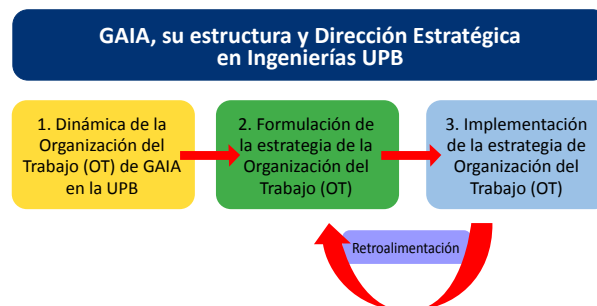 GAIA, su estructura y Dirección Estratégica
en Ingenierías UPB
1. Dinámica de la
Organización del
Trabajo (OT) de GAIA
en la UPB
2. Formulación de
la estrategia de la
Organización del
Trabajo (OT)
3. Implementación
de la estrategia de
Organización del
Trabajo (OT)
Retroalimentación